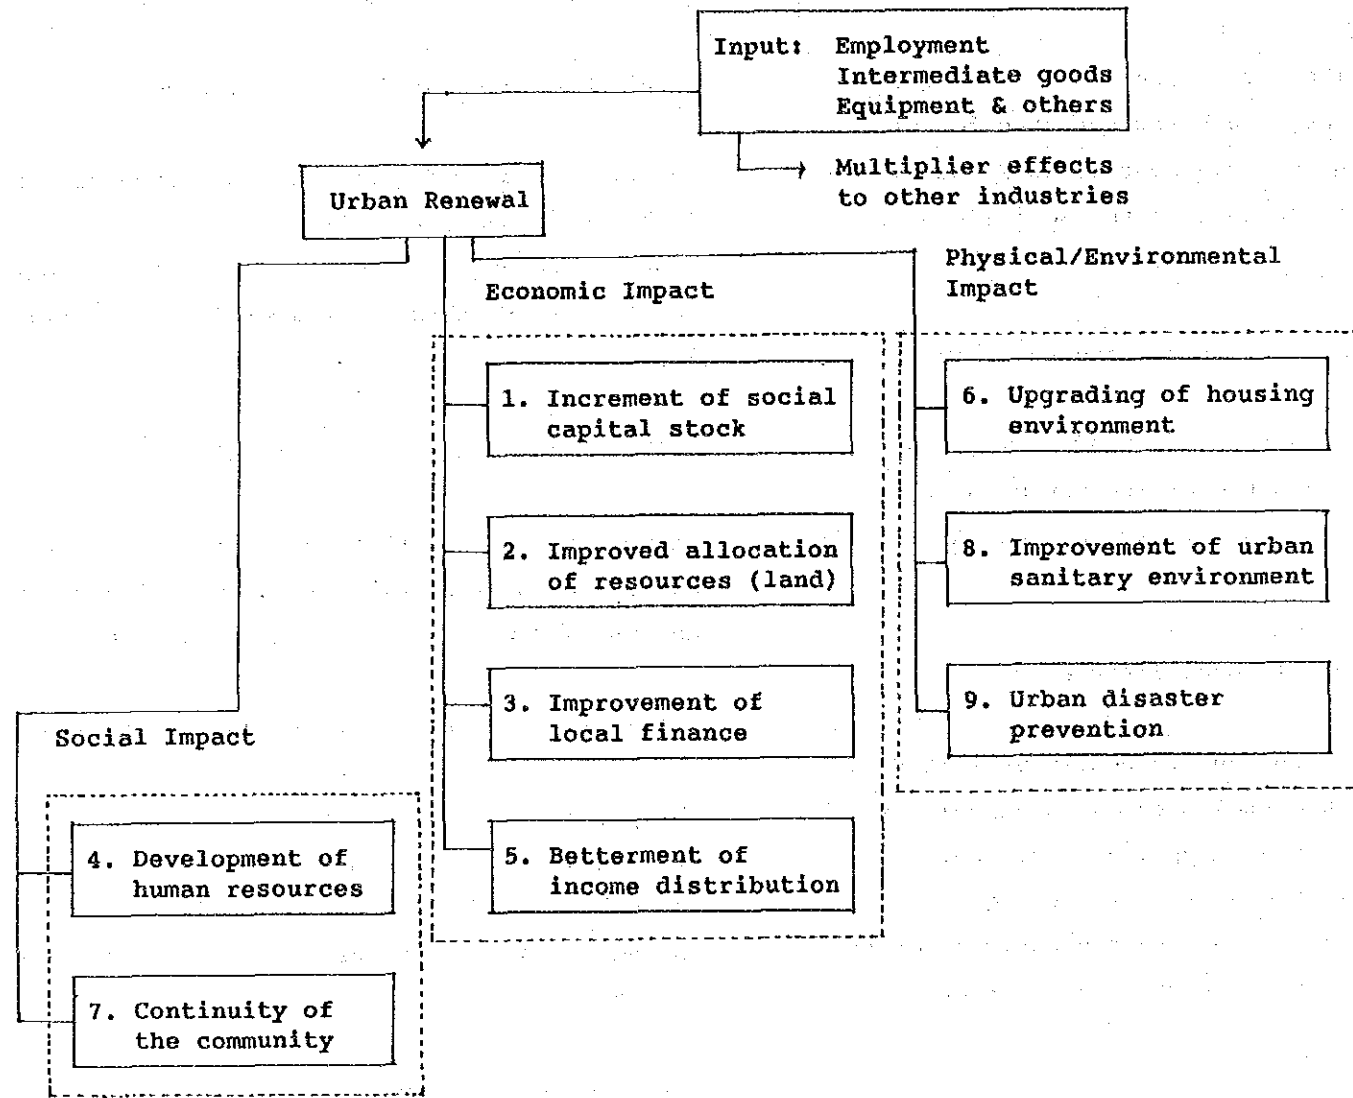 Input: Employment
Intermediate goods
Equipment & others
Multiplier effects
to other industries
Urban Renewal
Physical/Environmental
Impact
Economic Impact
1. Increment of social
capital stock
2. Improved allocation
of resources (land)
3. Improvement of
local finance
5. Betterment of
income distribution
6. Upgrading of housing
environment
8. Improvement of urban
sanitary environment
9. Urban disaster
prevention
Social Impact
4. Development of
human resources
7. Continuity of
the community